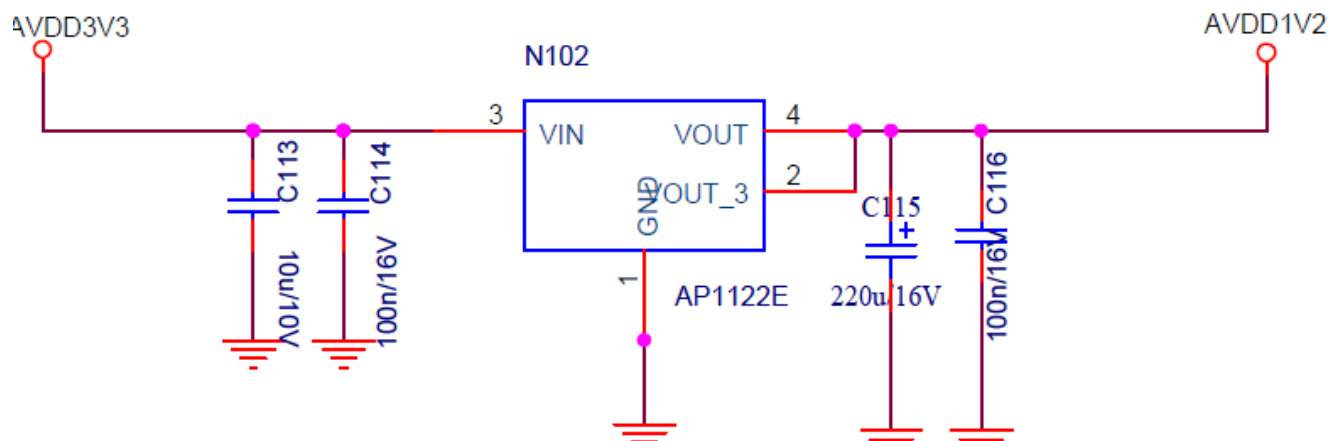 AVDD3V3
AVDD1V2
N102
3
VIN
VOUT
4
VOUT_3
2
GND
1
AP1122E
C113
10u/10V
C114
100n/16V
C115
+
220u/16V
C116
100n/16V